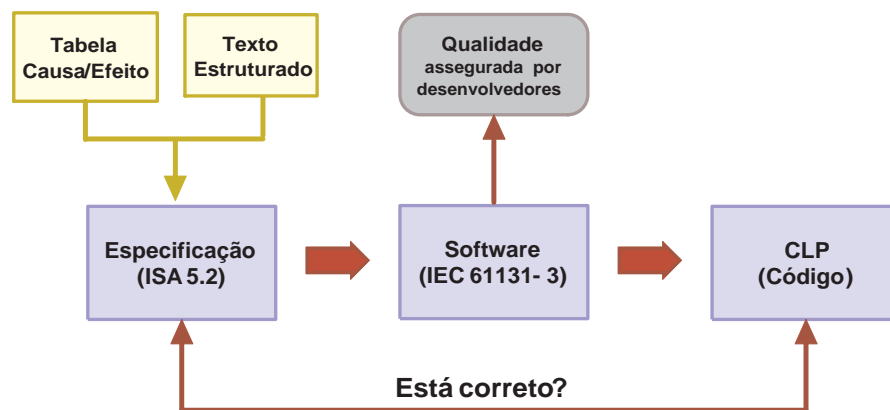 Tabela
Causa/Efeito
Texto
Estruturado
Qualidade
assegurada por
desenvolvedores
Especificação
(ISA 5.2)
Software
(IEC 61131- 3)
CLP
(Código)
Está correto?